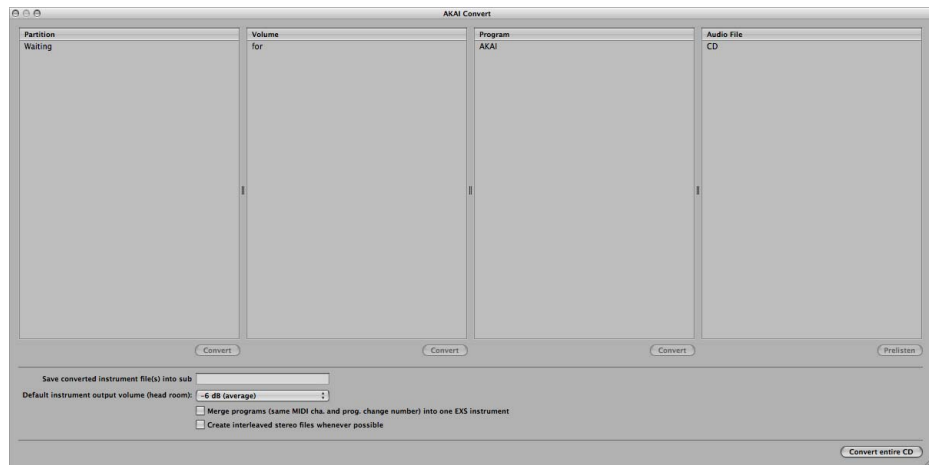 AKAI Convert
Partition Volume Program Audio File
Waiting for AKAI CD
Convert Convert Convert Prelisten
Save converted instrument file(s) into sub
Default instrument output volume (head room): -6 dB (average)
Merge programs (same MIDI cha. and prog. change number) into one EXS instrument
Create interleaved stereo files whenever possible
Convert entire CD